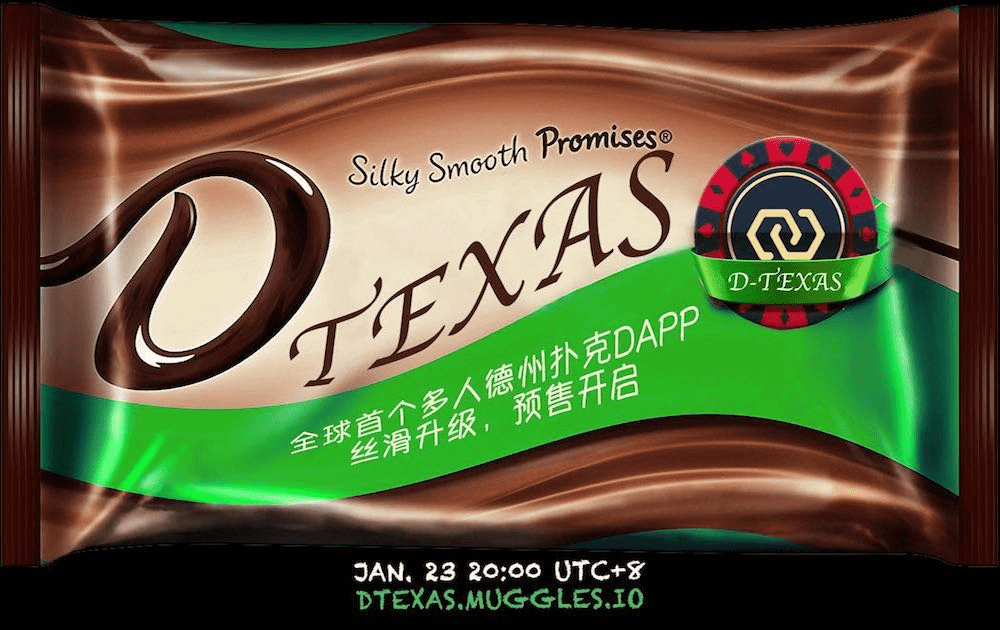 Silky Smooth Promises®
DTEXAS
D-TEXAS
全球首个多人德州扑克DAPP
丝滑升级，预售开启
JAN. 23 20:00 UTC+8
DTEXAS.MUGGLES.IO